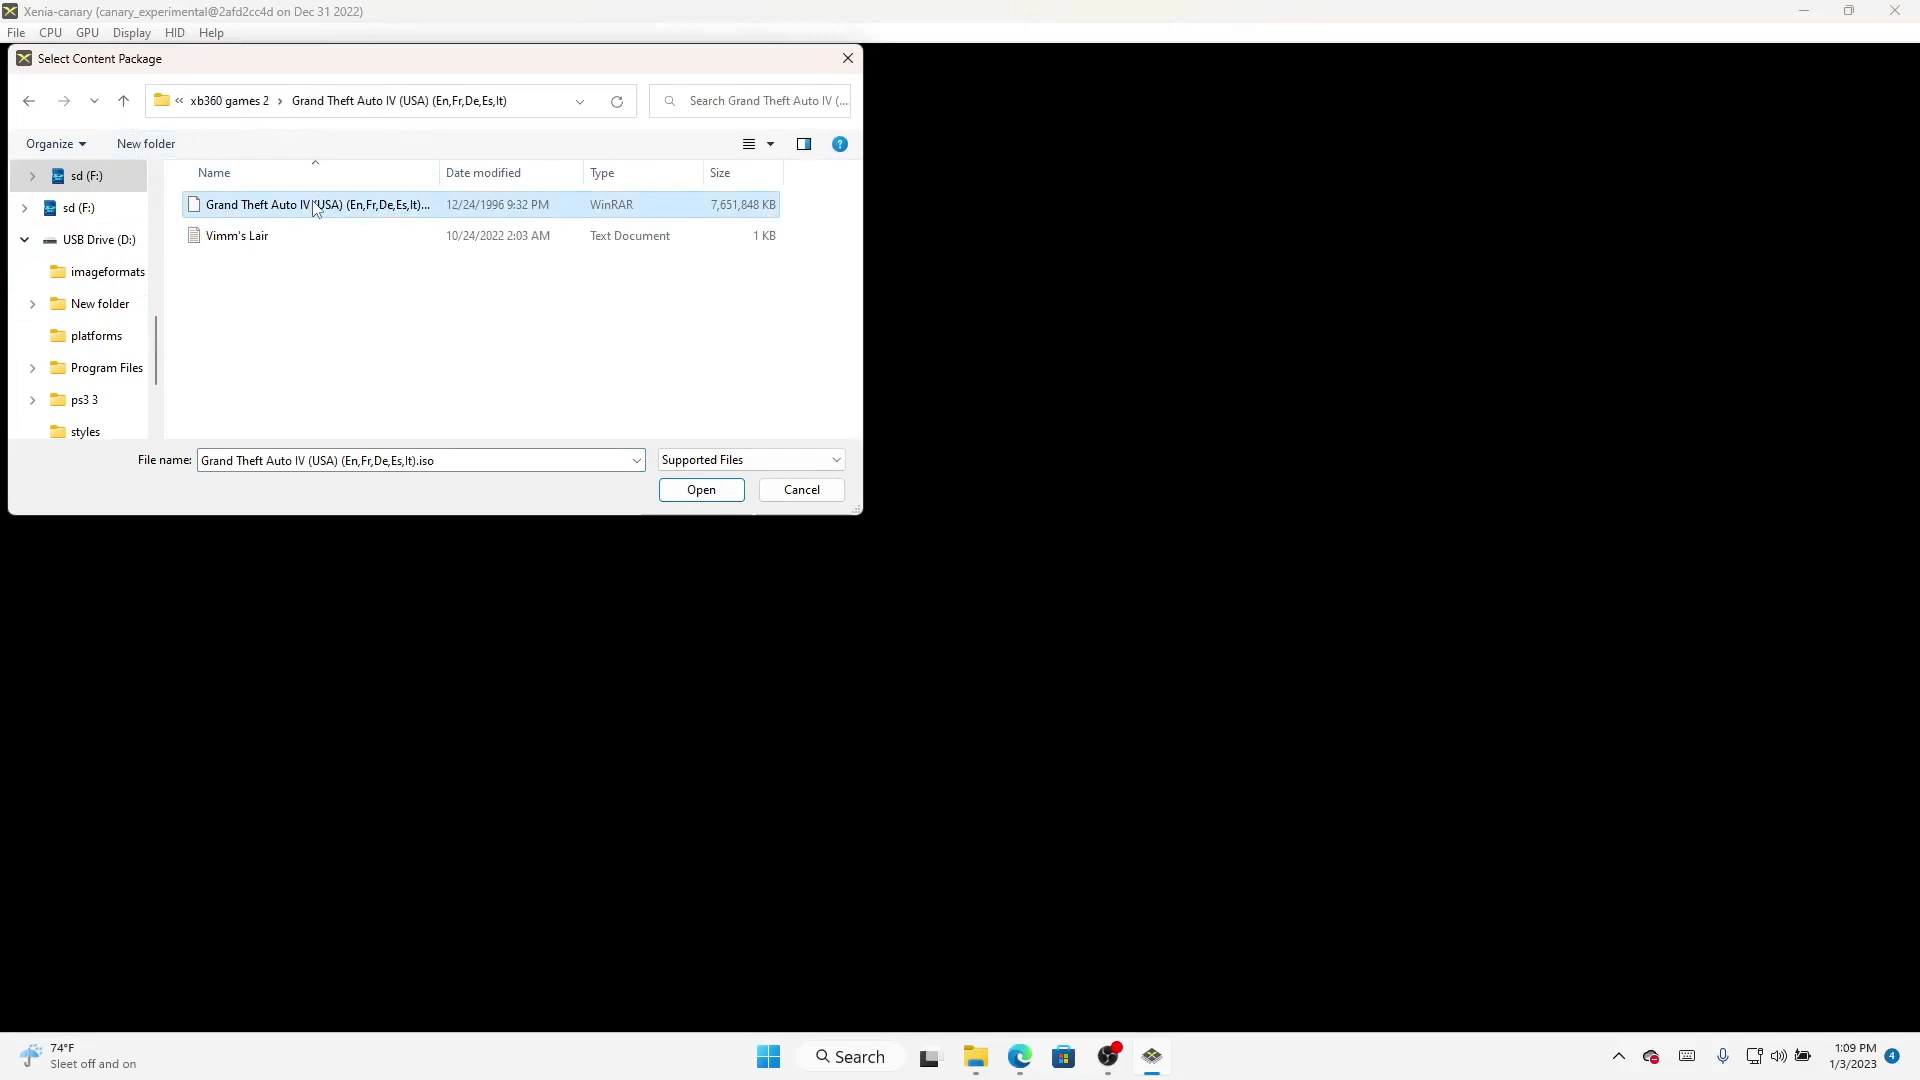 Xenia-canary (canary_experimental@2afd2cc4d on Dec 31 2022)
File CPU GPU Display HID Help
Select Content Package
« xb360 games 2 › Grand Theft Auto IV (USA) (En,Fr,De,Es,It)
Search Grand Theft Auto IV (...
Organize New folder
Name Date modified Type Size
sd (F:)
Grand Theft Auto IV (USA) (En,Fr,De,Es,It)... 12/24/1996 9:32 PM WinRAR 7,651,848 KB
sd (F:)
Vimm's Lair 10/24/2022 2:03 AM Text Document 1 KB
USB Drive (D:)
imageformats
New folder
platforms
Program Files
ps3 3
styles
File name: Grand Theft Auto IV (USA) (En,Fr,De,Es,It).iso Supported Files
Open Cancel
74°F
Sleet off and on
Search
1:09 PM
1/3/2023
4